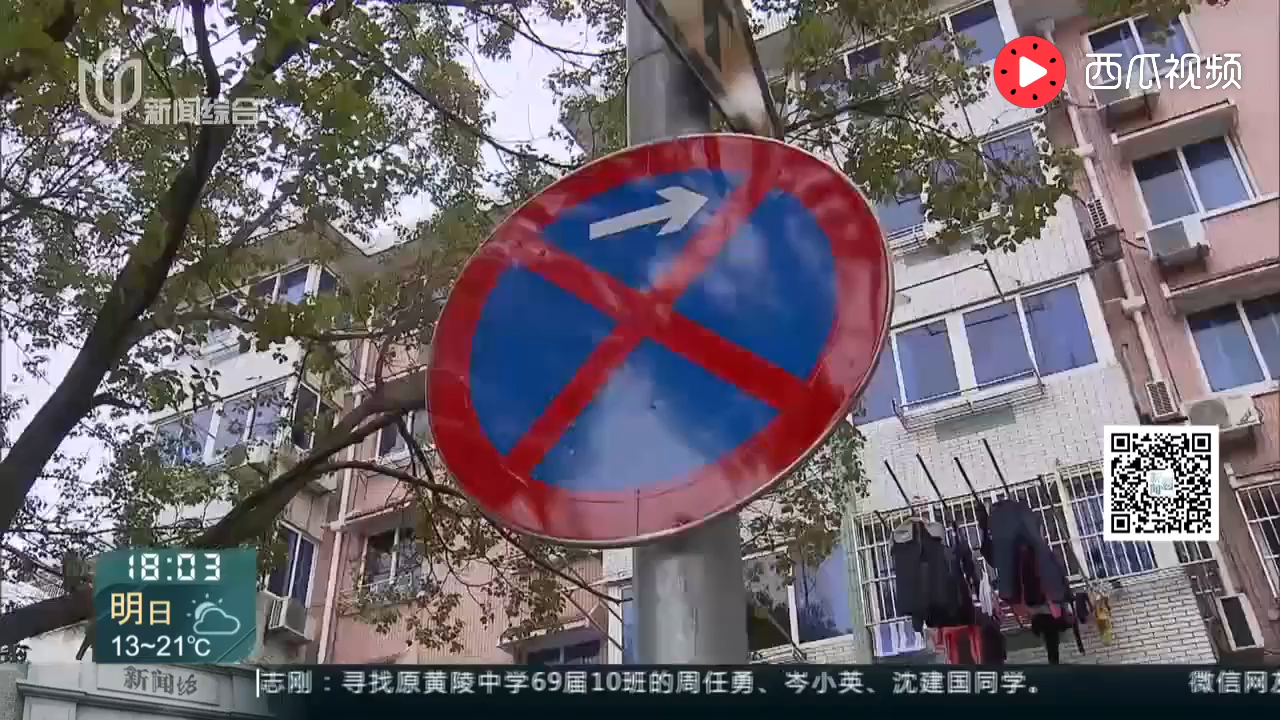 新闻综合
西瓜视频
18:03
明日
13~21℃
新闻综
志刚：寻找原黄陵中学69届10班的周任勇、岑小英、沈建国同学。
微信网友